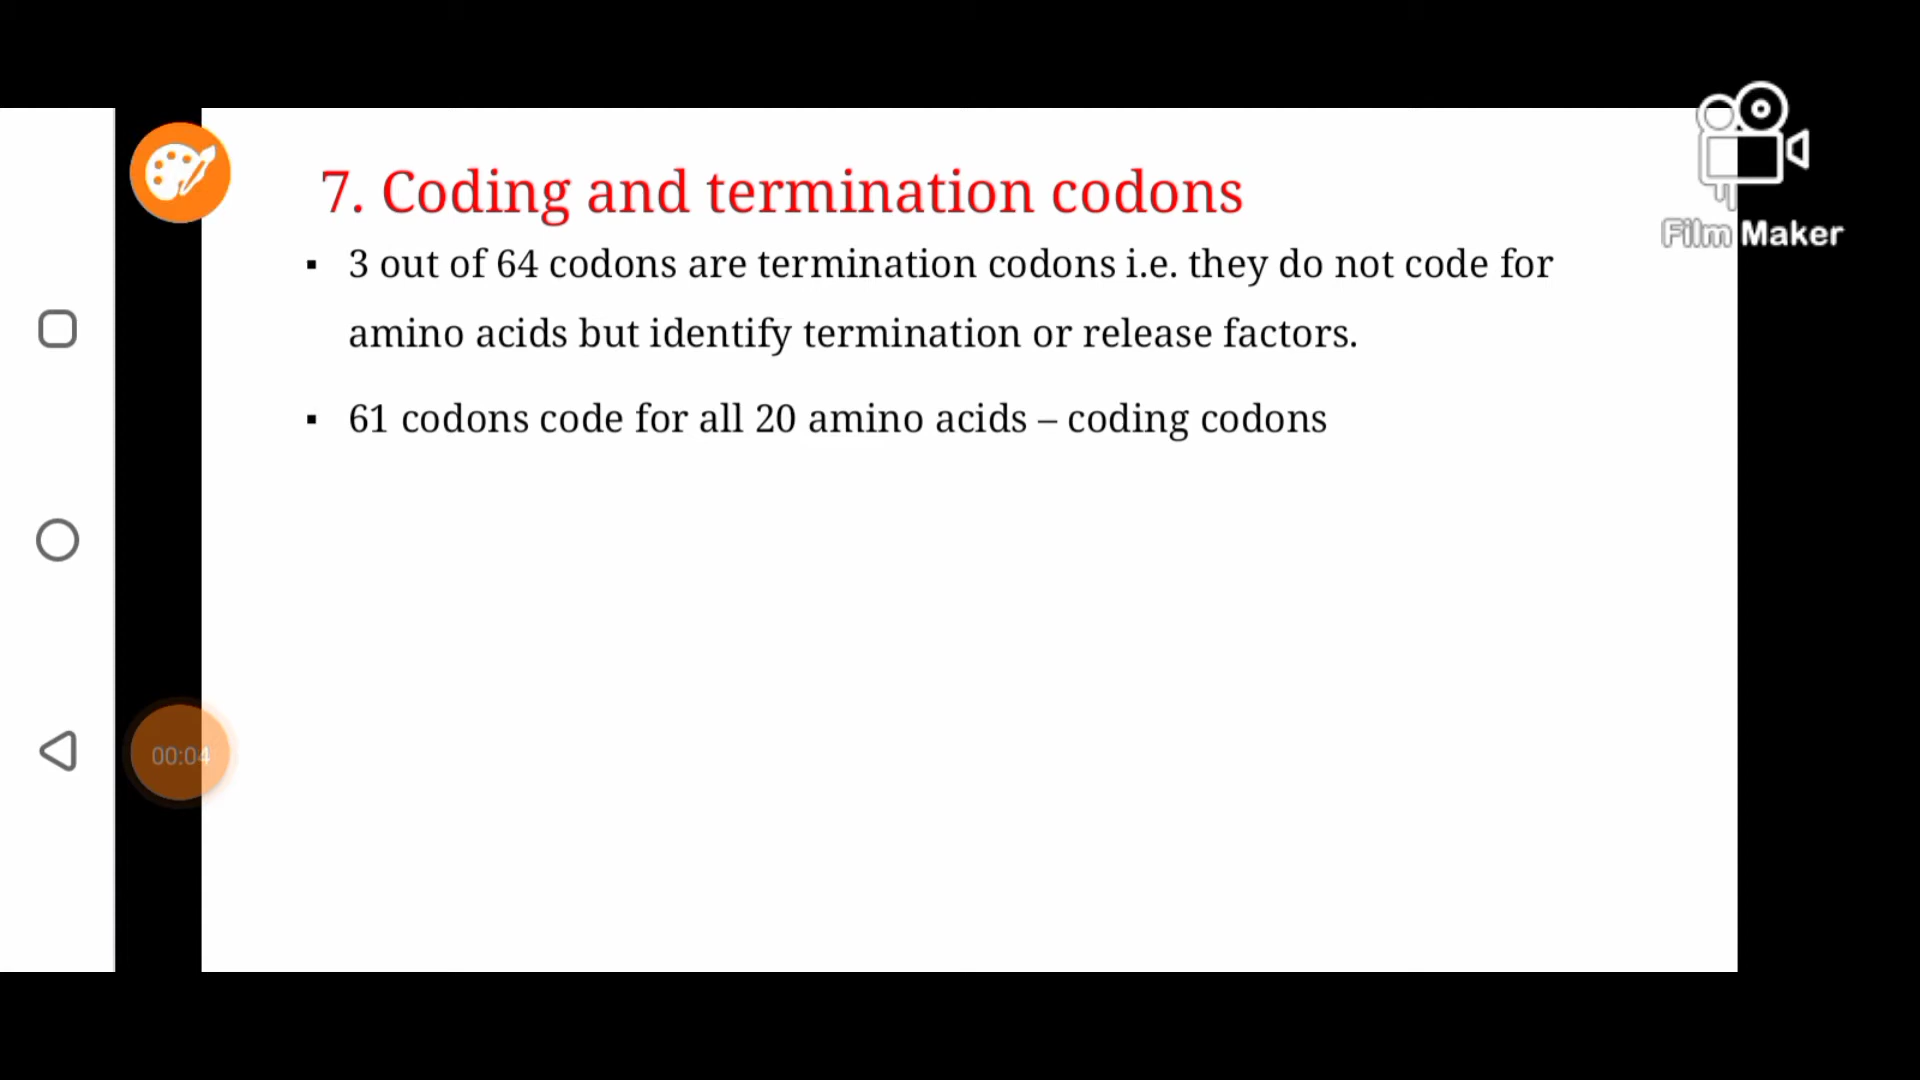 7. Coding and termination codons
▪ 3 out of 64 codons are termination codons i.e. they do not code for
amino acids but identify termination or release factors.
▪ 61 codons code for all 20 amino acids – coding codons
Film Maker
00:04